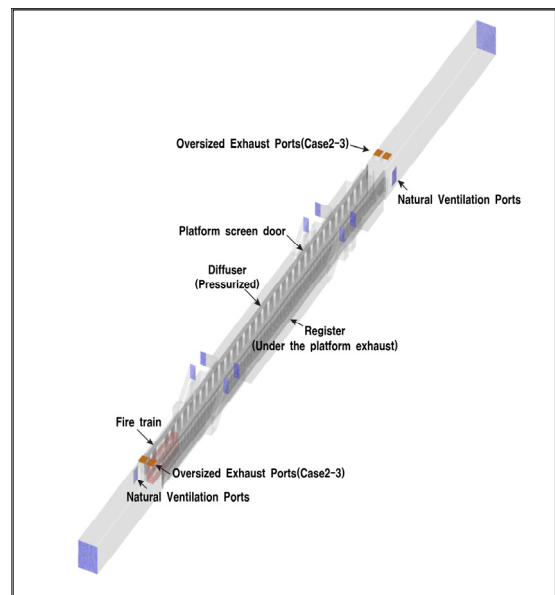 Oversized Exhaust Ports(Case2-3)
Natural Ventilation Ports
Platform screen door
Diffuser
(Pressurized)
Register
(Under the platform exhaust)
Fire train
Oversized Exhaust Ports(Case2-3)
Natural Ventilation Ports